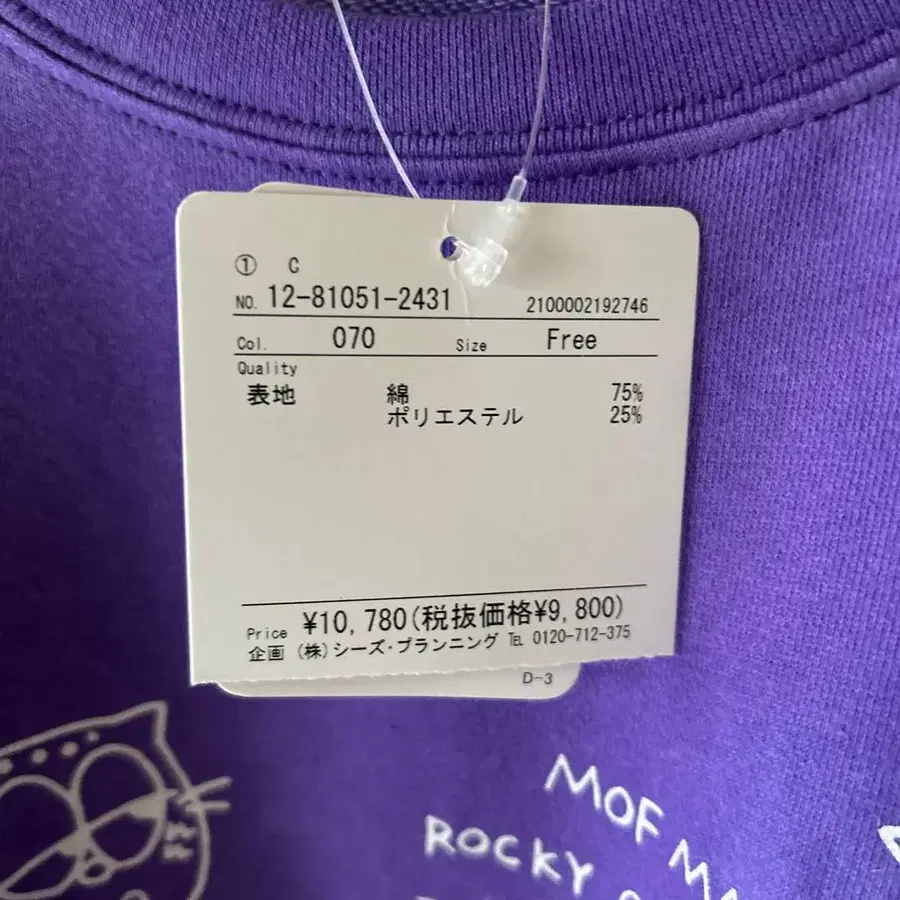 ① C
NO. 12-81051-2431 2100002192746
Col. 070 Size Free
Quality
表地 綿 75%
ポリエステル 25%
Price ¥10,780(税抜価格¥9,800)
企画 (株)シーズ・プランニング ℡ 0120-712-375
D-3
MOF
ROCKY